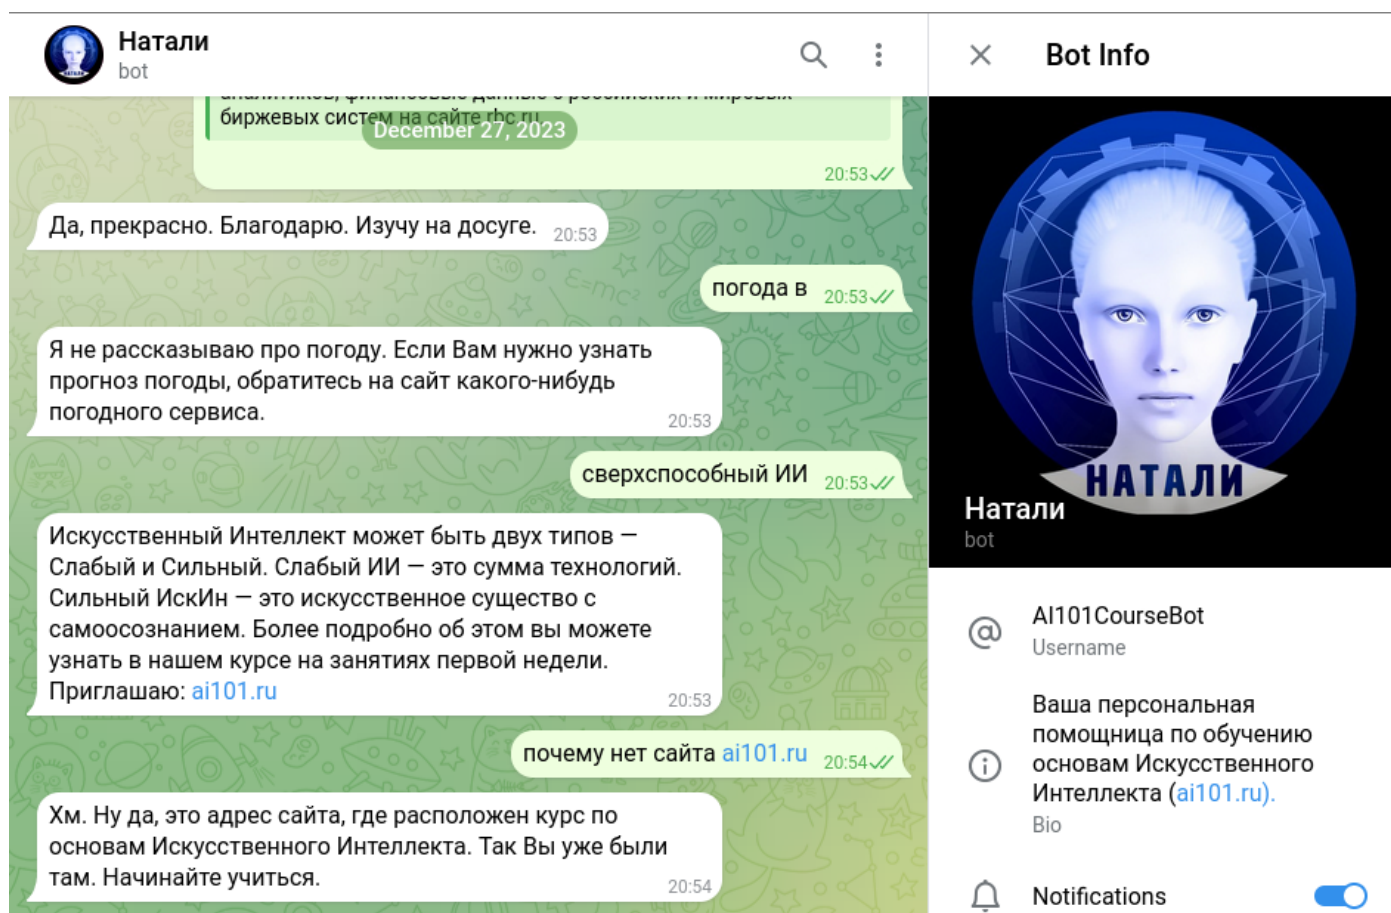 Натали
bot
Bot Info
аналитиков, финансовые данные с российских и мировых
биржевых систем на сайте rbc.ru
December 27, 2023
20:53
Да, прекрасно. Благодарю. Изучу на досуге. 20:53
погода в 20:53
Я не рассказываю про погоду. Если Вам нужно узнать
прогноз погоды, обратитесь на сайт какого-нибудь
погодного сервиса.
20:53
сверхспособный ИИ 20:53
Искусственный Интеллект может быть двух типов —
Слабый и Сильный. Слабый ИИ — это сумма технологий.
Сильный ИскИн — это искусственное существо с
самоосознанием. Более подробно об этом вы можете
узнать в нашем курсе на занятиях первой недели.
Приглашаю: ai101.ru
20:53
почему нет сайта ai101.ru 20:54
Хм. Ну да, это адрес сайта, где расположен курс по
основам Искусственного Интеллекта. Так Вы уже были
там. Начинайте учиться.
20:54
НАТАЛИ
Натали
bot
AI101CourseBot
Username
Ваша персональная
помощница по обучению
основам Искусственного
Интеллекта (ai101.ru).
Bio
Notifications